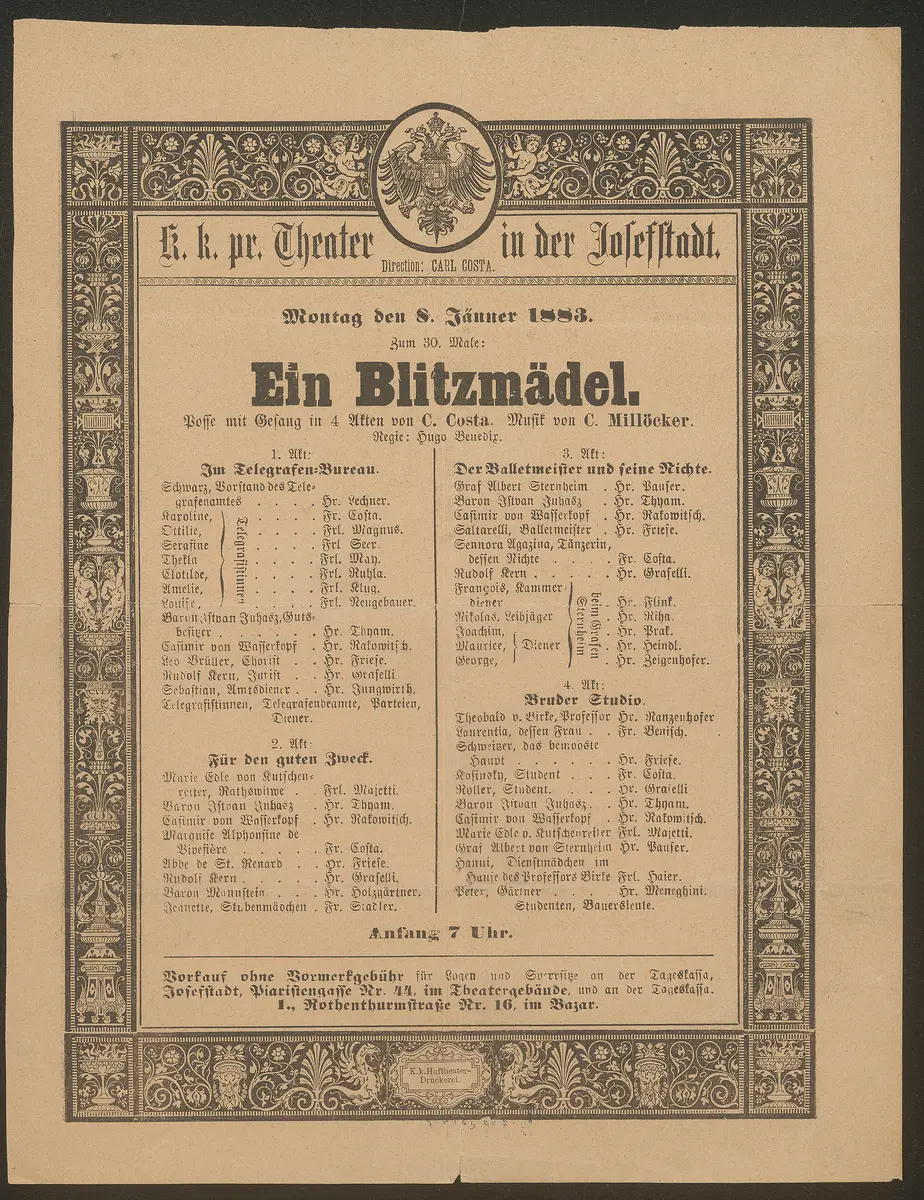 K. k. pr. Theater in der Josefstadt.
Direction: CARL COSTA.
Montag den 8. Jänner 1883.
Zum 30. Male:
Ein Blitzmädel.
Posse mit Gesang in 4 Akten von C. Costa. Musik von C. Millöcker.
Regie: Hugo Benedix.
1. Akt:
Im Telegrafen-Bureau.
Schwarz, Vorstand des Tele-
grafenamtes . . . . Hr. Lechner.
Karoline, . . . . Fr. Costa.
Ottilie, . . . . Frl. Magnus.
Serafine . . . . Frl. Seer.
Thekla . . . . Frl. May.
Clotilde, . . . . Frl. Ruhla.
Amelie, . . . . Frl. Klug.
Louise, . . . . Frl. Neugebauer.
Telegrafistinnen
Baron Istvan Juhasz, Guts-
besitzer . . . . . . Hr. Thyam.
Casimir von Wasserkopf . Hr. Rakowitsch.
Leo Brüller, Chorist . . Hr. Friese.
Rudolf Kern, Jurist . . Hr. Graselli
Sebastian, Amtsdiener . . Hr. Jungwirth.
Telegrafistinnen, Telegrafenbeamte, Parteien,
Diener.
2. Akt:
Für den guten Zweck.
Marie Edle von Kutschen-
reiter, Rathswitwe . Frl. Majetti.
Baron Istvan Juhasz . Hr. Thyam.
Casimir von Wasserkopf . Hr. Rakowitsch.
Marquise Alphonsine de
Vivefière . . . . . Fr. Costa.
Abbe de St. Renard . . Hr. Friese.
Rudolf Kern . . . . Hr. Graselli.
Baron Mannstein . . . Hr. Holzgärtner.
Jeanette, Stubenmädchen . Fr. Stadler.
3. Akt:
Der Balletmeister und seine Nichte.
Graf Albert Sternheim . Hr. Pauser.
Baron Istvan Juhasz . Hr. Thyam.
Casimir von Wasserkopf . Hr. Rakowitsch.
Saltarelli, Balletmeister . Hr. Friese.
Sennora Agazina, Tänzerin,
dessen Nichte . . . . Fr. Costa.
Rudolf Kern . . . . . Hr. Graselli.
François, Kammer-
diener . Hr. Flink.
Nikolas, Leibjäger . Hr. Riha.
Joachim, . Hr. Prak.
Maurice, Diener . Hr. Heindl.
George, . Hr. Zeigenhofer.
beim Grafen
Sternheim
4. Akt:
Bruder Studio.
Theobald v. Birke, Professor Hr. Ranzenhofer
Laurentia, dessen Frau . . Fr. Benisch.
Schweitzer, das bemooste
Haupt . . . . . . Hr. Friese.
Kosinsky, Student . . . Fr. Costa.
Roller, Student. . . . Hr. Graselli
Baron Istvan Juhasz. . Hr. Thyam.
Casimir von Wasserkopf . Hr. Rakowitsch.
Marie Edle v. Kutschenreiter Frl. Majetti.
Graf Albert von Sternheim Hr. Pauser.
Hanni, Dienstmädchen im
Hause des Professors Birke Frl. Haier.
Peter, Gärtner . . . Hr. Meneghini.
Studenten, Bauersleute.
Anfang 7 Uhr.
Vorkauf ohne Vormerkgebühr für Logen und Sperrsitze an der Tageskassa,
Josefstadt, Piaristengasse Nr. 44, im Theatergebäude, und an der Tageskassa.
I., Rothenthurmstraße Nr. 16, im Bazar.
K.k. Hoftheater-
Druckerei.